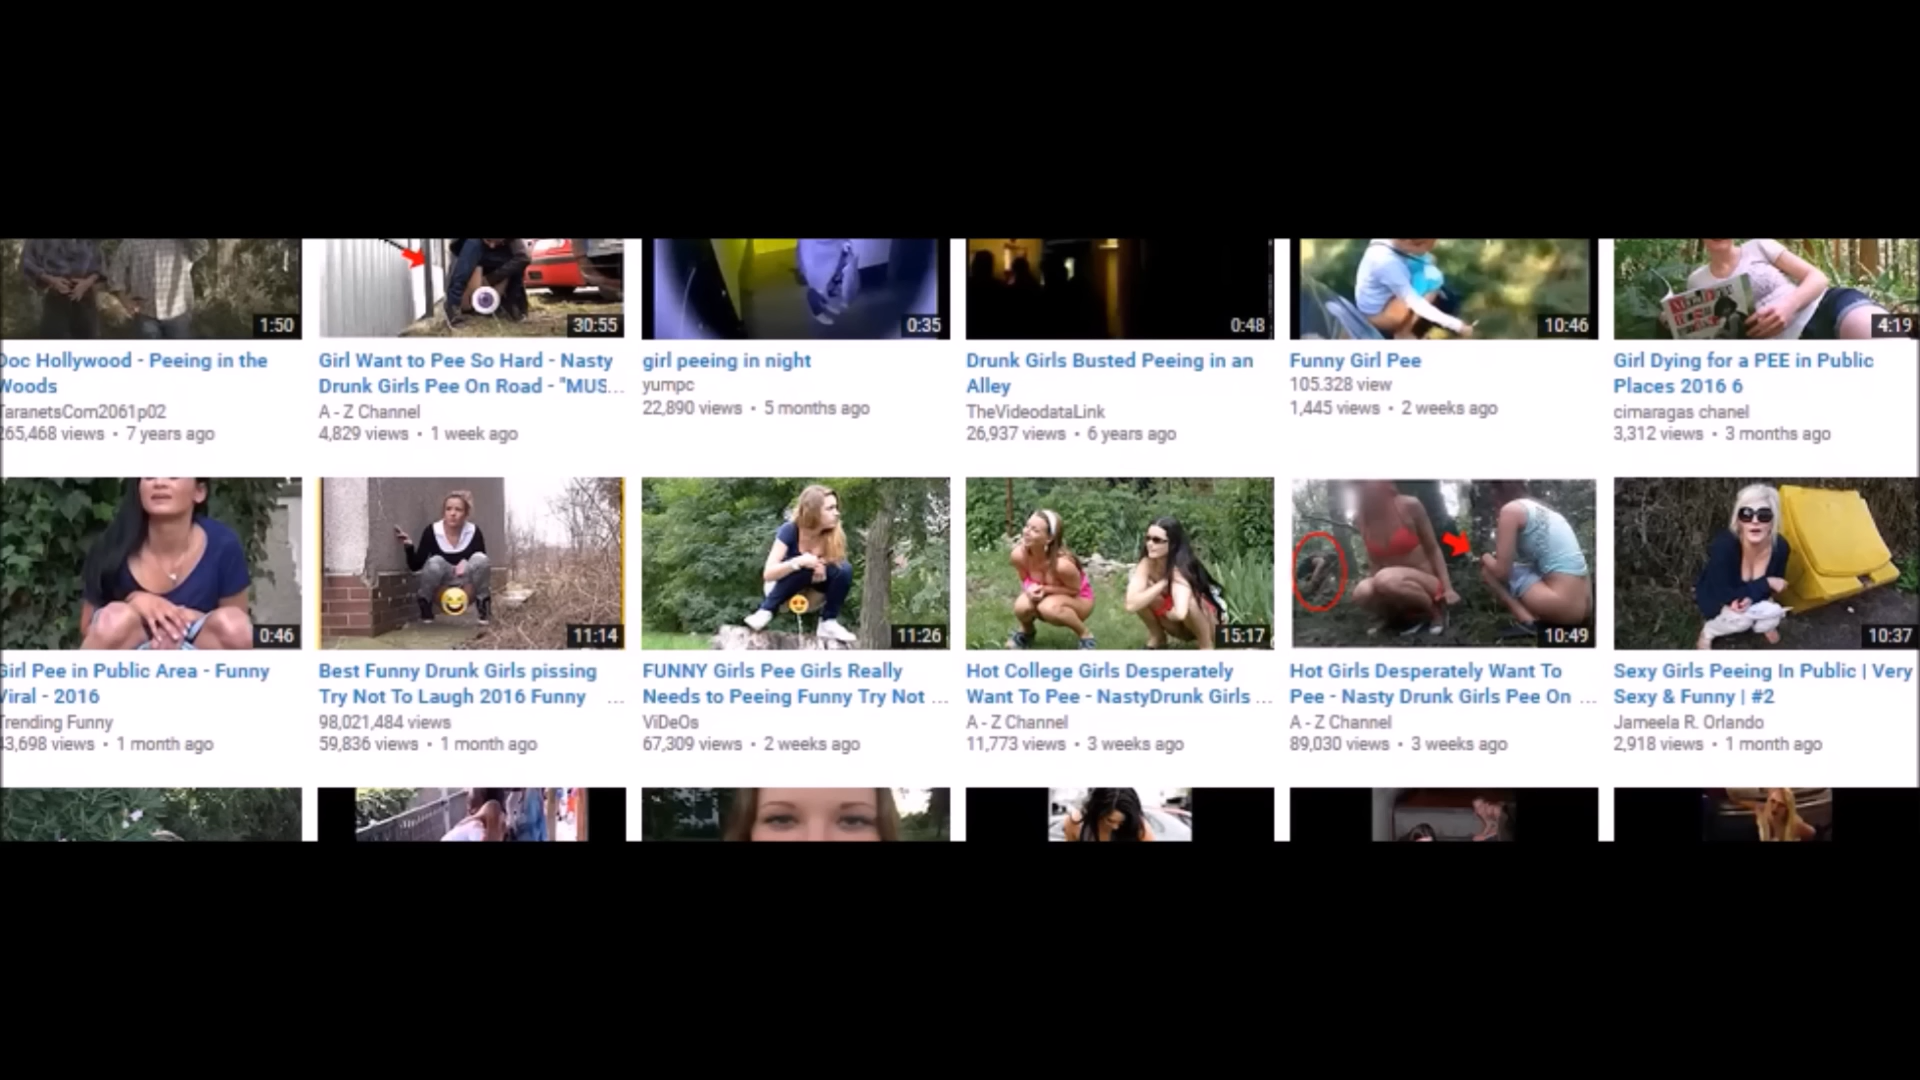 1:50
30:55
0:35
0:48
10:46
4:19
Doc Hollywood - Peeing in the
Woods
TaranetsCom2061p02
265,468 views • 7 years ago
Girl Want to Pee So Hard - Nasty
Drunk Girls Pee On Road - "MUS...
A - Z Channel
4,829 views • 1 week ago
girl peeing in night
yumpc
22,890 views • 5 months ago
Drunk Girls Busted Peeing in an
Alley
TheVideodataLink
26,937 views • 6 years ago
Funny Girl Pee
105.328 view
1,445 views • 2 weeks ago
Girl Dying for a PEE in Public
Places 2016 6
cimaragas chanel
3,312 views • 3 months ago
0:46
11:14
11:26
15:17
10:49
10:37
Girl Pee in Public Area - Funny
Viral - 2016
Trending Funny
43,698 views • 1 month ago
Best Funny Drunk Girls pissing
Try Not To Laugh 2016 Funny ...
98,021,484 views
59,836 views • 1 month ago
FUNNY Girls Pee Girls Really
Needs to Peeing Funny Try Not ...
ViDeOs
67,309 views • 2 weeks ago
Hot College Girls Desperately
Want To Pee - NastyDrunk Girls ...
A - Z Channel
11,773 views • 3 weeks ago
Hot Girls Desperately Want To
Pee - Nasty Drunk Girls Pee On ...
A - Z Channel
89,030 views • 3 weeks ago
Sexy Girls Peeing In Public | Very
Sexy & Funny | #2
Jameela R. Orlando
2,918 views • 1 month ago